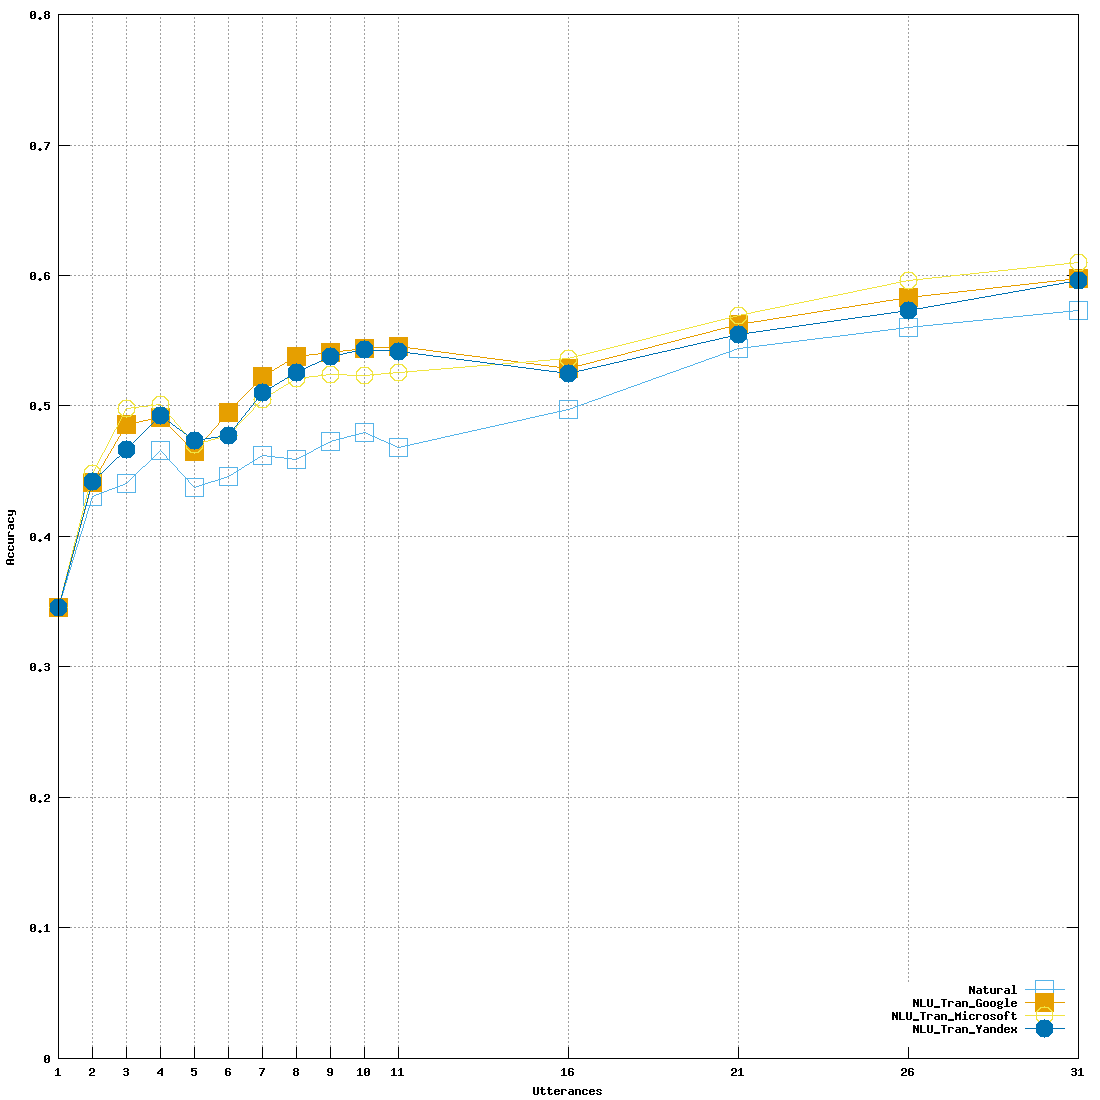 0.8
0.7
0.6
0.5
0.4
0.3
0.2
0.1
0
Accuracy
1 2 3 4 5 6 7 8 9 10 11 16 21 26 31
Utterances
Natural
NLU_Tran_Google
NLU_Tran_Microsoft
NLU_Tran_Yandex